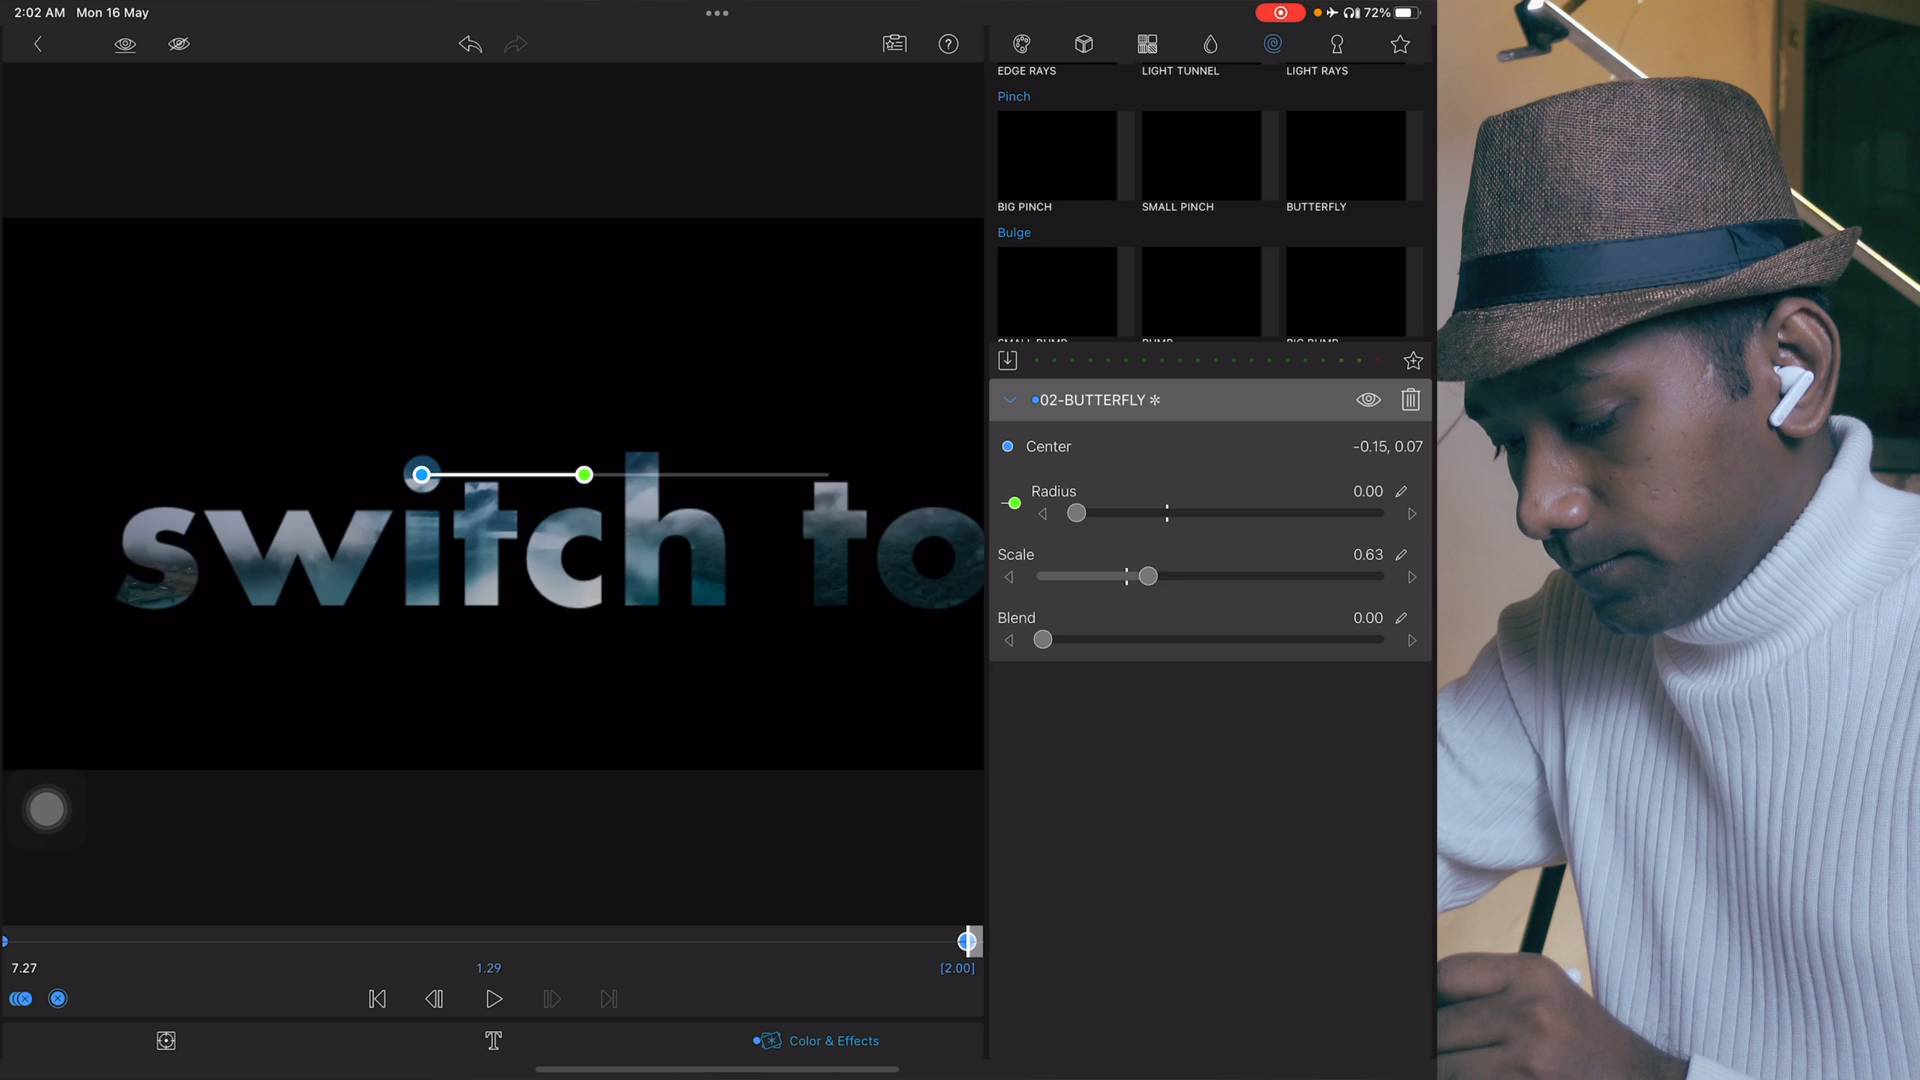 2:02 AM Mon 16 May
72%
EDGE RAYS LIGHT TUNNEL LIGHT RAYS
Pinch
BIG PINCH SMALL PINCH BUTTERFLY
Bulge
SMALL BUMP BUMP BIG BUMP
02-BUTTERFLY
Center -0.15, 0.07
Radius 0.00
Scale 0.63
Blend 0.00
switch to
7.27 1.29 [2.00]
Color & Effects